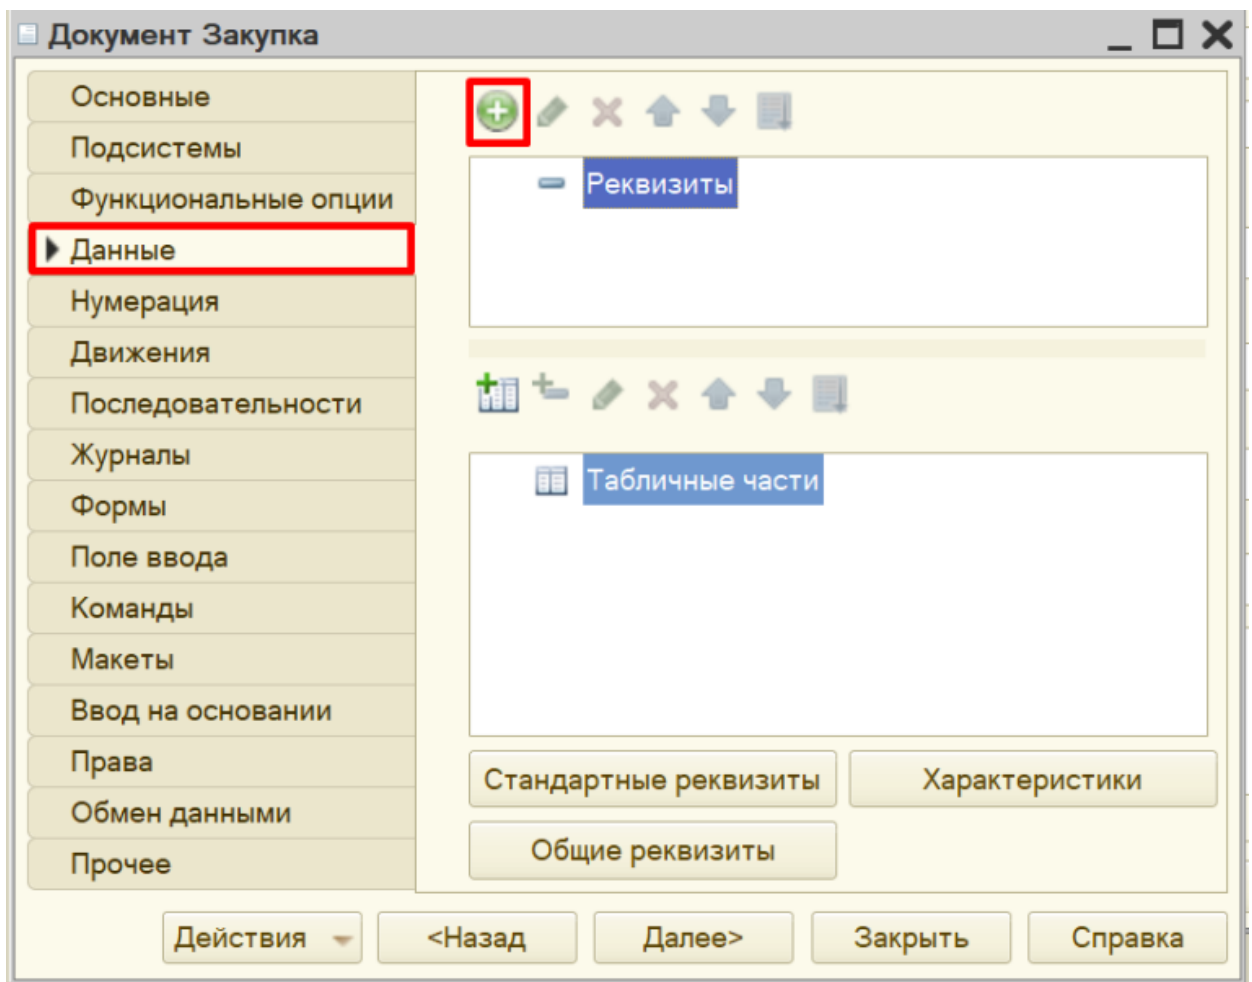 Документ Закупка
Основные
Подсистемы
Функциональные опции
Данные
Нумерация
Движения
Последовательности
Журналы
Формы
Поле ввода
Команды
Макеты
Ввод на основании
Права
Обмен данными
Прочее
Реквизиты
Табличные части
Стандартные реквизиты
Характеристики
Общие реквизиты
Действия
<Назад
Далее>
Закрыть
Справка